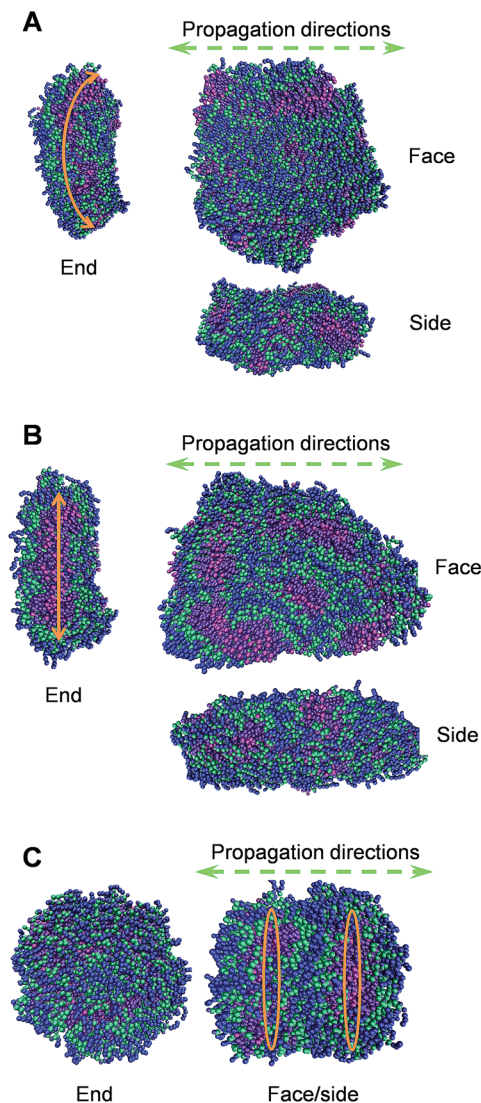 A
Propagation directions
Face
End
Side
B
Propagation directions
Face
End
Side
C
Propagation directions
End
Face/side